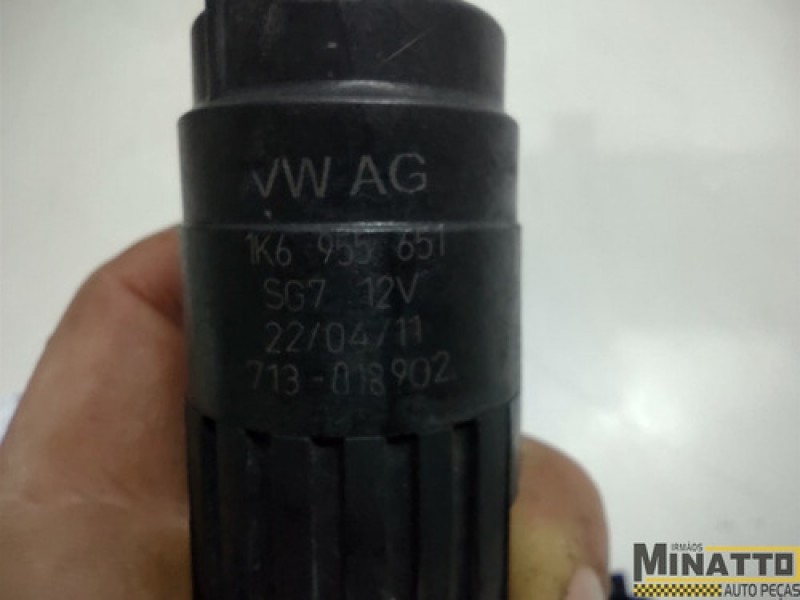 VW AG
1K6 955 651
SG7 12V
22/04/11
713-018902
IRMÃOS
MINATTO
AUTO PEÇAS